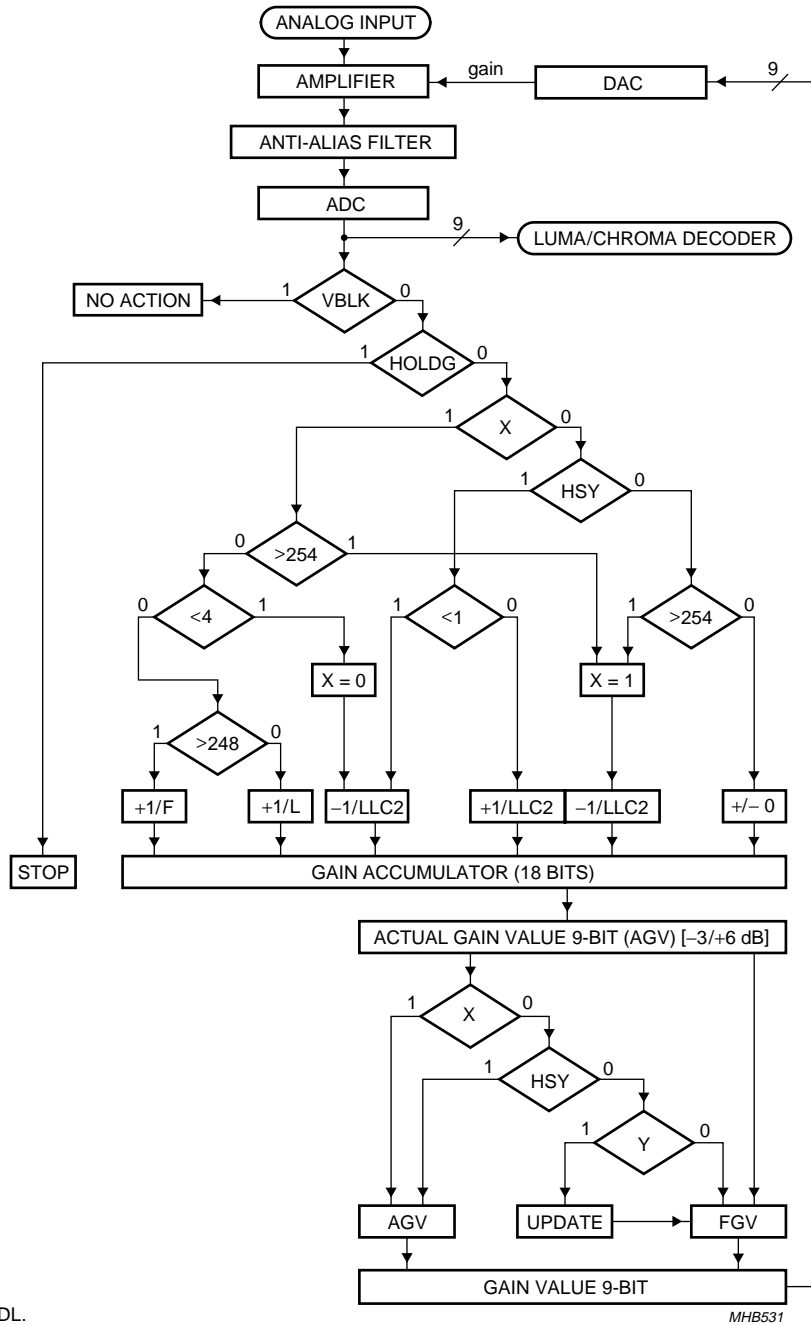 ANALOG INPUT
AMPLIFIER
gain
DAC
9
ANTI-ALIAS FILTER
ADC
9
LUMA/CHROMA DECODER
NO ACTION
1
VBLK
0
1
HOLDG
0
1
X
0
1
HSY
0
0
>254
1
0
<4
1
1
<1
0
1
>254
0
X = 0
X = 1
1
>248
0
+1/F
+1/L
−1/LLC2
+1/LLC2
−1/LLC2
+/− 0
STOP
GAIN ACCUMULATOR (18 BITS)
ACTUAL GAIN VALUE 9-BIT (AGV) [−3/+6 dB]
1
X
0
1
HSY
0
1
Y
0
AGV
UPDATE
FGV
GAIN VALUE 9-BIT
DL.
MHB531